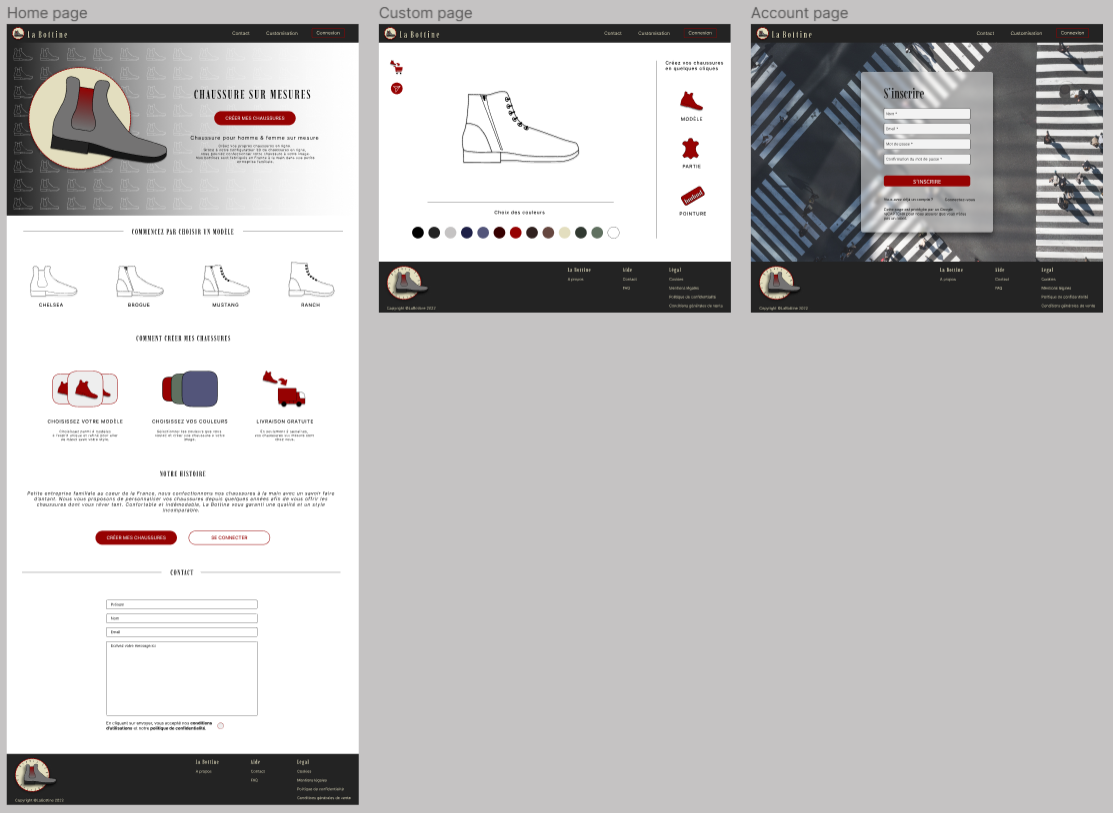 Home page
La Bottine
Contact
Customisation
Connexion
CHAUSSURE SUR MESURES
CRÉER MES CHAUSSURES
Chaussure pour homme & femme sur mesure
COMMENCEZ PAR CHOISIR UN MODÈLE
CHELSEA
BROGUE
MUSTANG
RANCH
COMMENT CRÉER MES CHAUSSURES
CHOISISSEZ VOTRE MODÈLE
CHOISISSEZ VOS COULEURS
LIVRAISON GRATUITE
NOTRE HISTOIRE
Petite entreprise familiale au coeur de la France, nous confectionnons nos chaussures à la main avec un savoir faire
d'antant. Nous vous proposons de personnaliser vos chaussures depuis quelques années afin de vous offrir les
chaussures dont vous rêver tant. Confortable et indémodable, La Bottine vous garanti une qualité et un style
incomparable.
CRÉER MES CHAUSSURES
SE CONNECTER
CONTACT
Prénom
Nom
Email
Ecrivez votre message ici
En cliquant sur envoyer, vous accepté nos conditions
d'utilisations et notre politique de confidentialité.
La Bottine
A propos
Aide
Contact
FAQ
Légal
Cookies
Mentions légales
Politique de confidentialité
Conditions générales de vente
Copyright ©LaBottine 2023
Custom page
La Bottine
Contact
Customisation
Connexion
Créez vos chaussures
en quelques cliques
MODÈLE
PARTIE
POINTURE
Choix des couleurs
La Bottine
A propos
Aide
Contact
FAQ
Légal
Cookies
Mentions légales
Politique de confidentialité
Conditions générales de vente
Copyright ©LaBottine 2023
Account page
La Bottine
Contact
Customisation
Connexion
S'inscrire
Nom *
Email *
Mot de passe *
Confirmation du mot de passe *
S'INSCRIRE
Vous avez déjà un compte ?
Connectez-vous
La Bottine
A propos
Aide
Contact
FAQ
Légal
Cookies
Mentions légales
Politique de confidentialité
Conditions générales de vente
Copyright ©LaBottine 2023